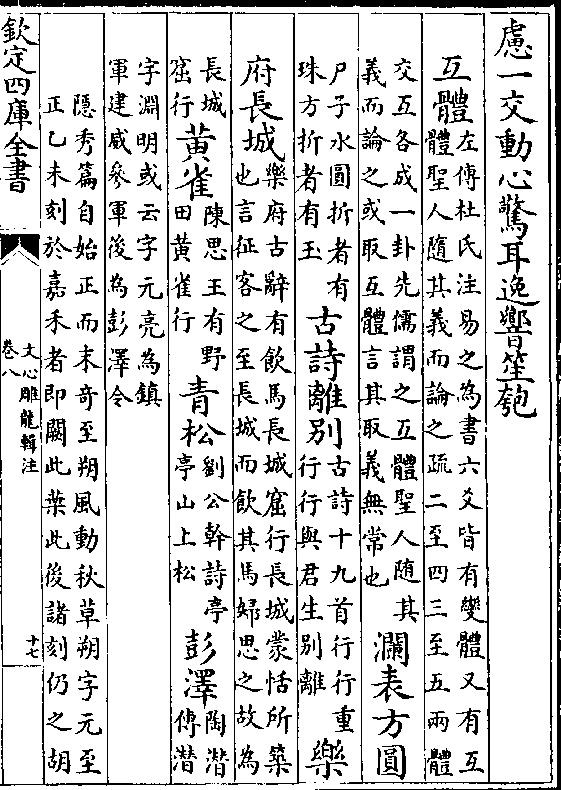 慮一交動心驚耳逸響笙匏
互體左傳杜氏注易之為書六爻皆有變體又有互
體聖人隨其義而論之疏二至四三至五兩體
交互各成一卦先儒謂之互體聖人隨其
義而論之或取互體言其取義無常也
瀾表方圓
尸子水圓折者有
珠方折者有玉
古詩離別古詩十九首行行重
行行與君生別離
樂
府長城樂府古辭有飲馬長城窟行長城蒙恬所築
也言征客之至長城而飲其馬婦思之故為
長城
窟行
黃雀陳思王有野
田黃雀行
青松劉公幹詩亭
亭山上松
彭澤陶潛
傳潛
字淵明或云字元亮為鎮
軍建威參軍後為彭澤令
隱秀篇自始正而末奇至朔風動秋草朔字元至
正乙未刻於嘉禾者即闕此葉此後諸刻仍之胡
欽定四庫全書
文心雕龍輯注
卷八
十七